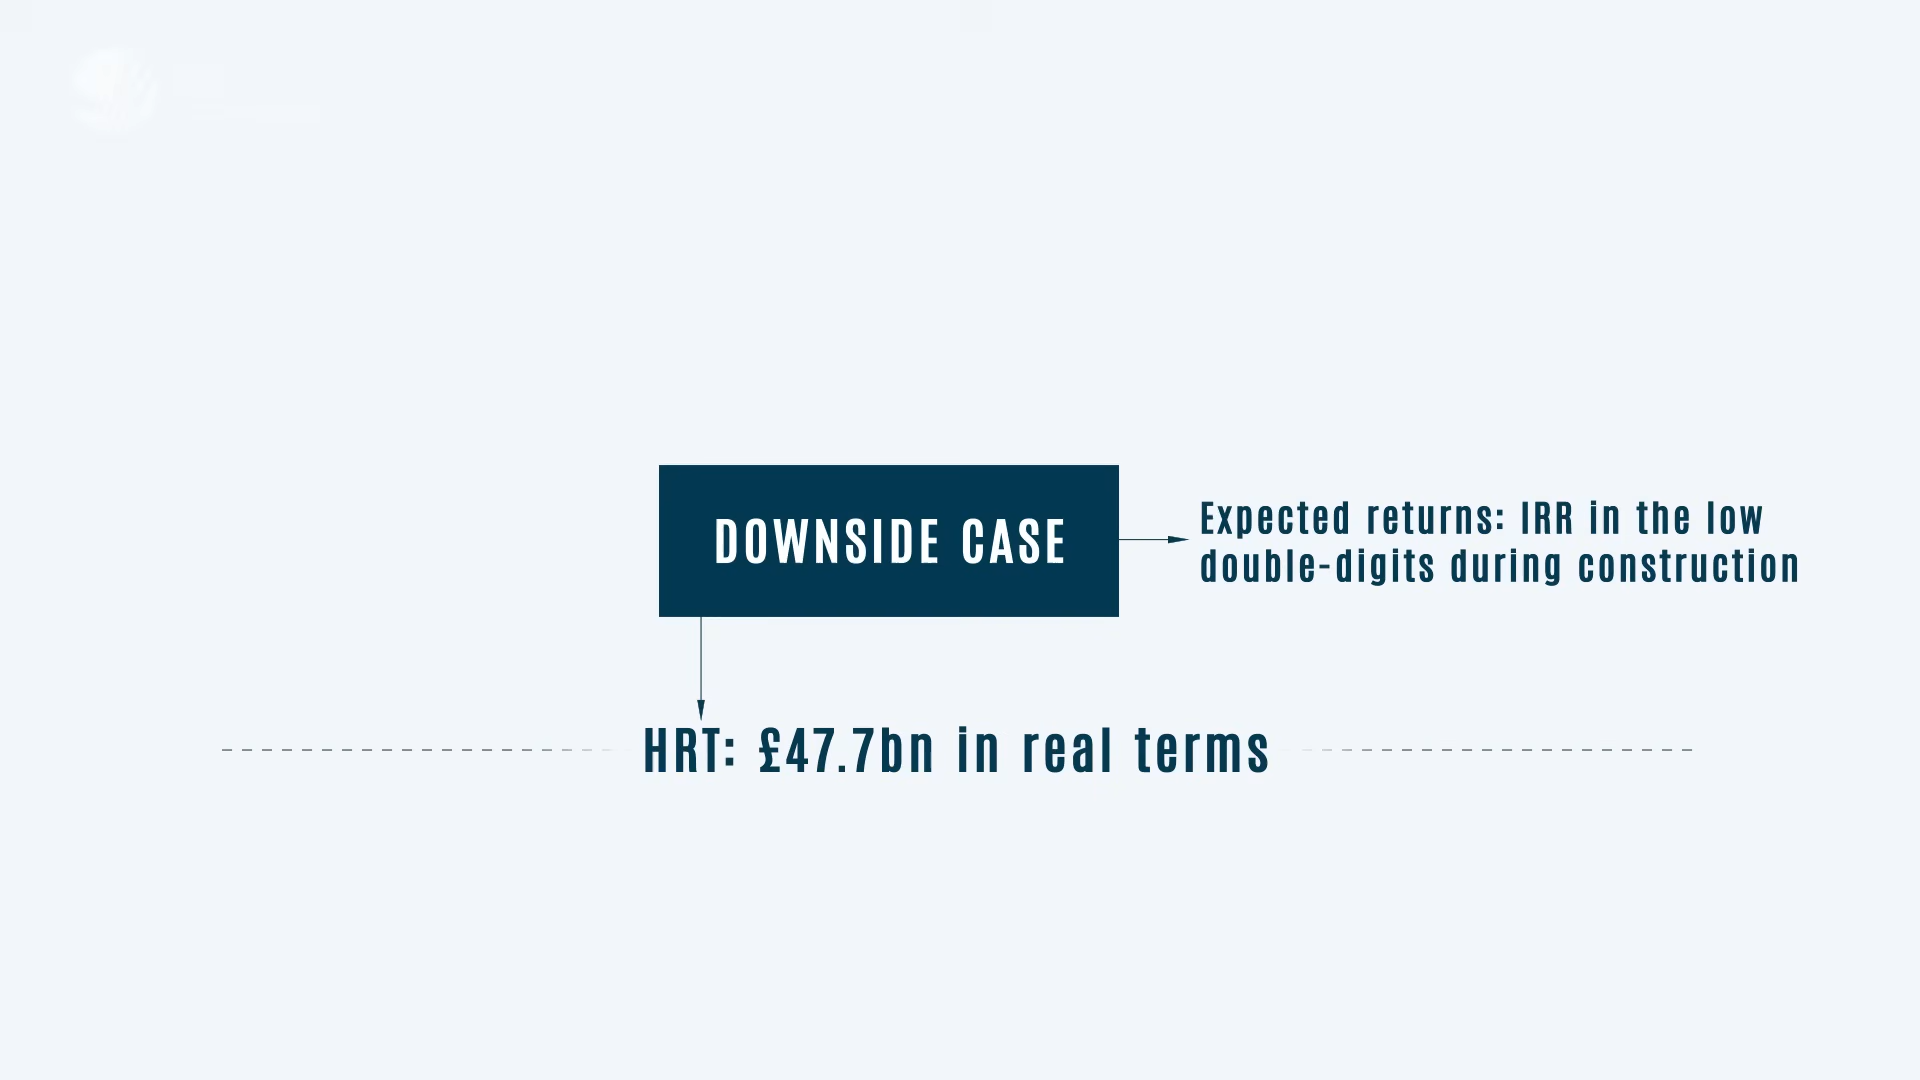 DOWNSIDE CASE
Expected returns: IRR in the low
double-digits during construction
HRT: £47.7bn in real terms